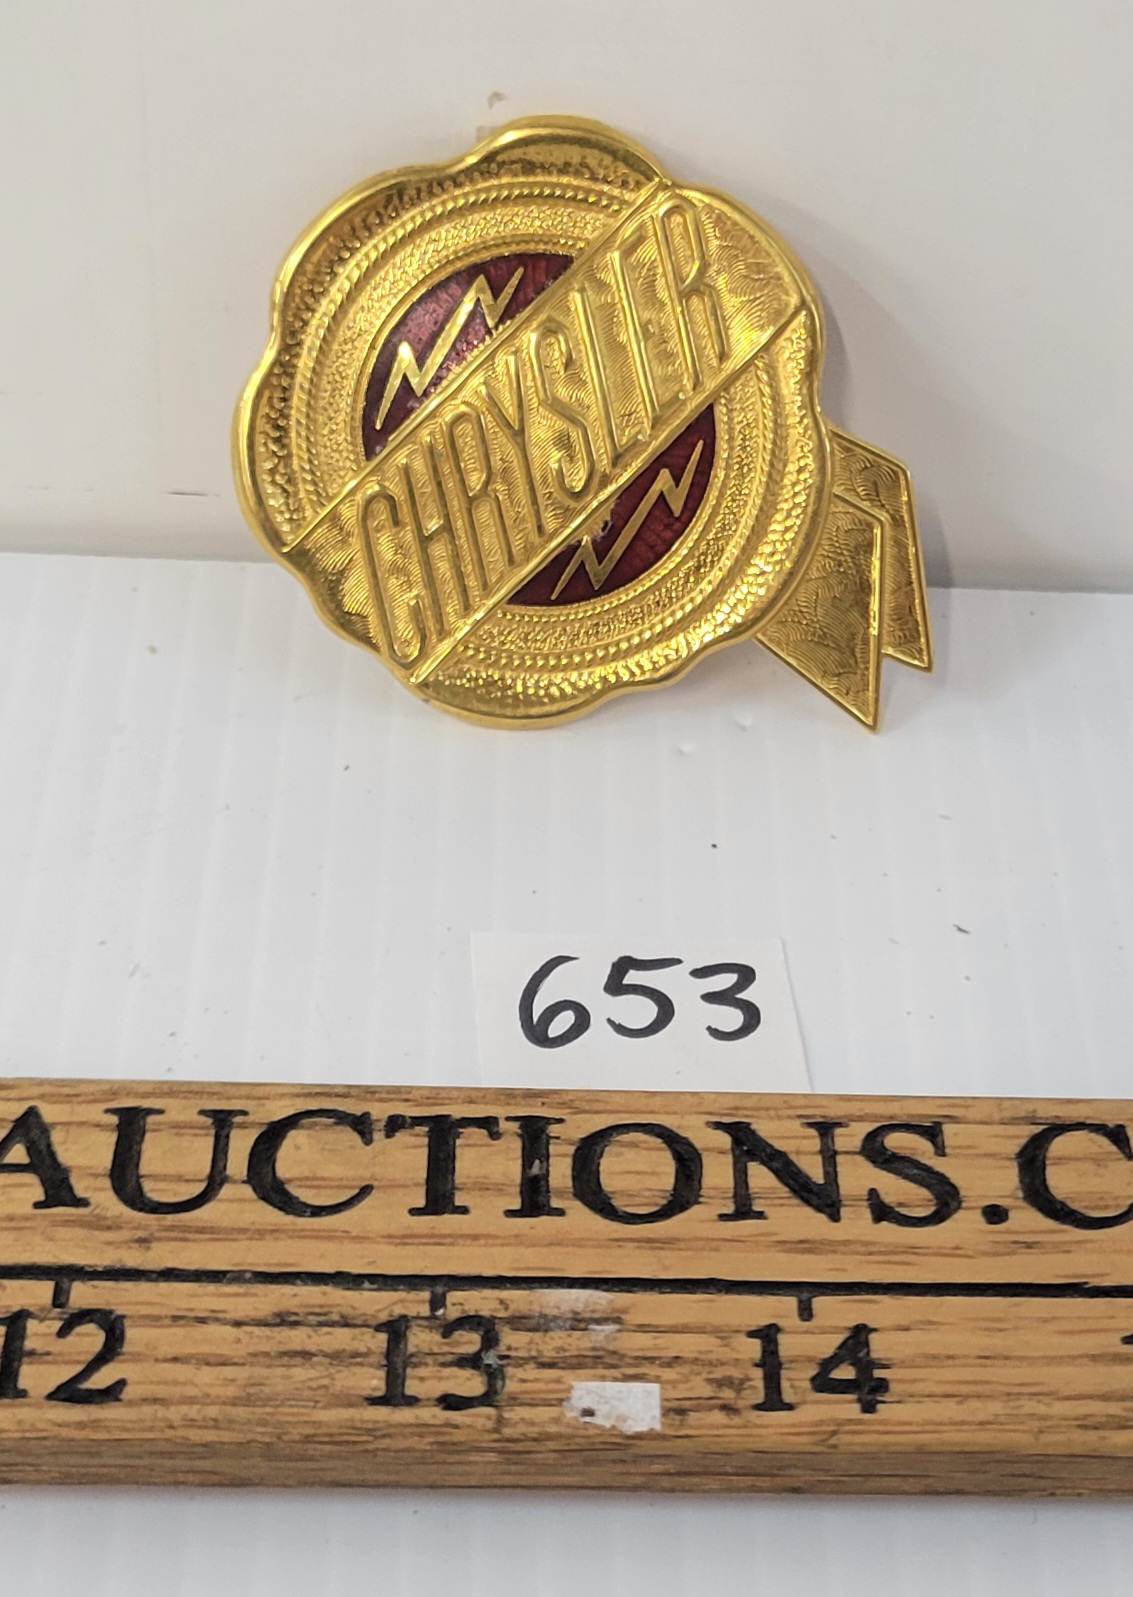 CHRYSLER
653
AUCTIONS.C
12 13 14